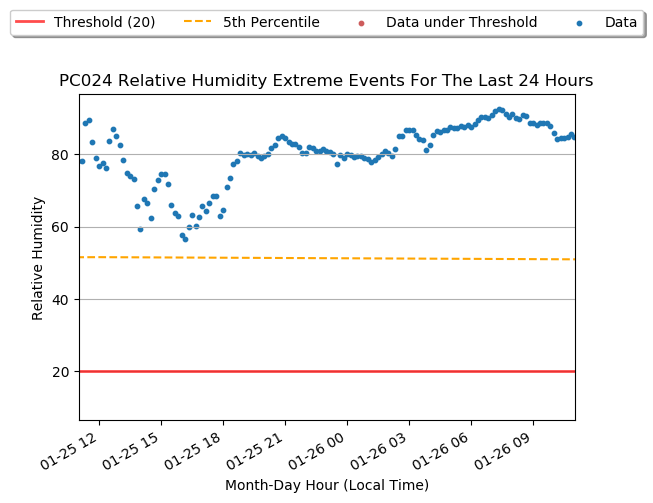 Threshold (20) 5th Percentile Data under Threshold Data
PC024 Relative Humidity Extreme Events For The Last 24 Hours
Relative Humidity
80
60
40
20
01-25 12 01-25 15 01-25 18 01-25 21 01-26 00 01-26 03 01-26 06 01-26 09
Month-Day Hour (Local Time)